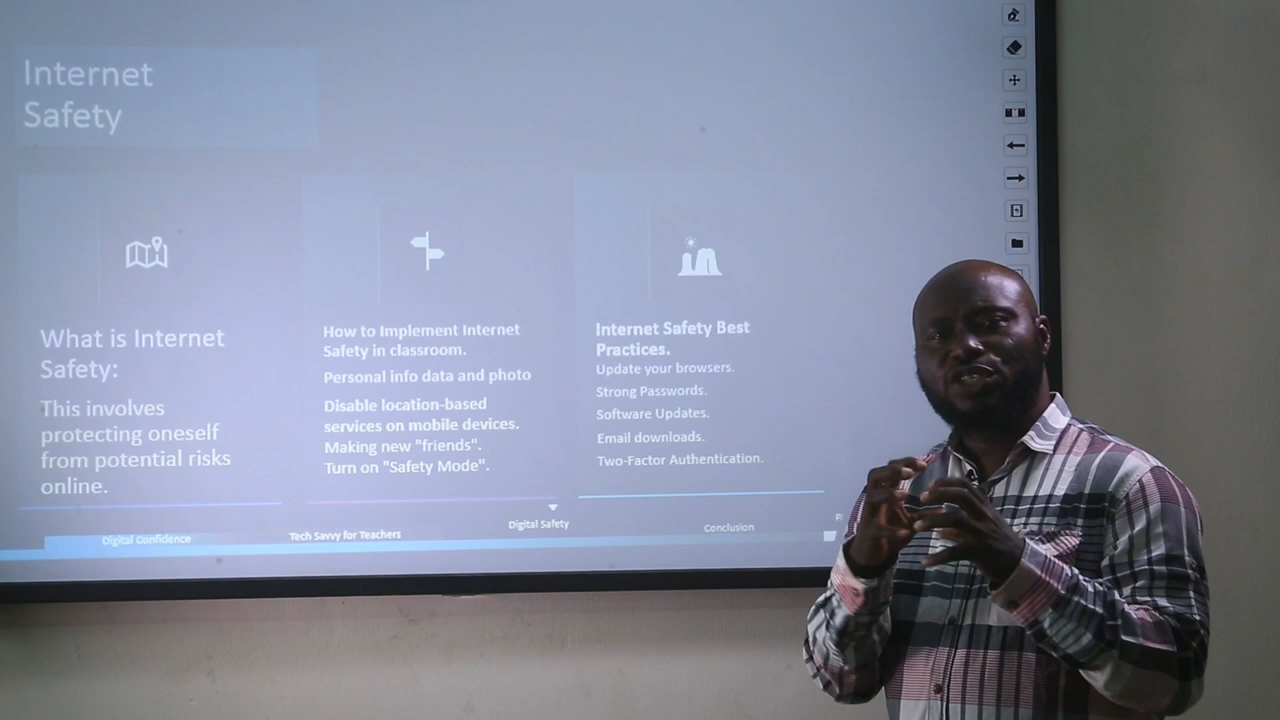 Internet
Safety
What is Internet
Safety:
This involves
protecting oneself
from potential risks
online.
How to Implement Internet
Safety in classroom.
Personal info data and photo
Disable location-based
services on mobile devices.
Making new "friends".
Turn on "Safety Mode".
Internet Safety Best
Practices.
Update your browsers.
Strong Passwords.
Software Updates.
Email downloads.
Two-Factor Authentication.
Digital Confidence
Tech Savvy for Teachers
Digital Safety
Conclusion